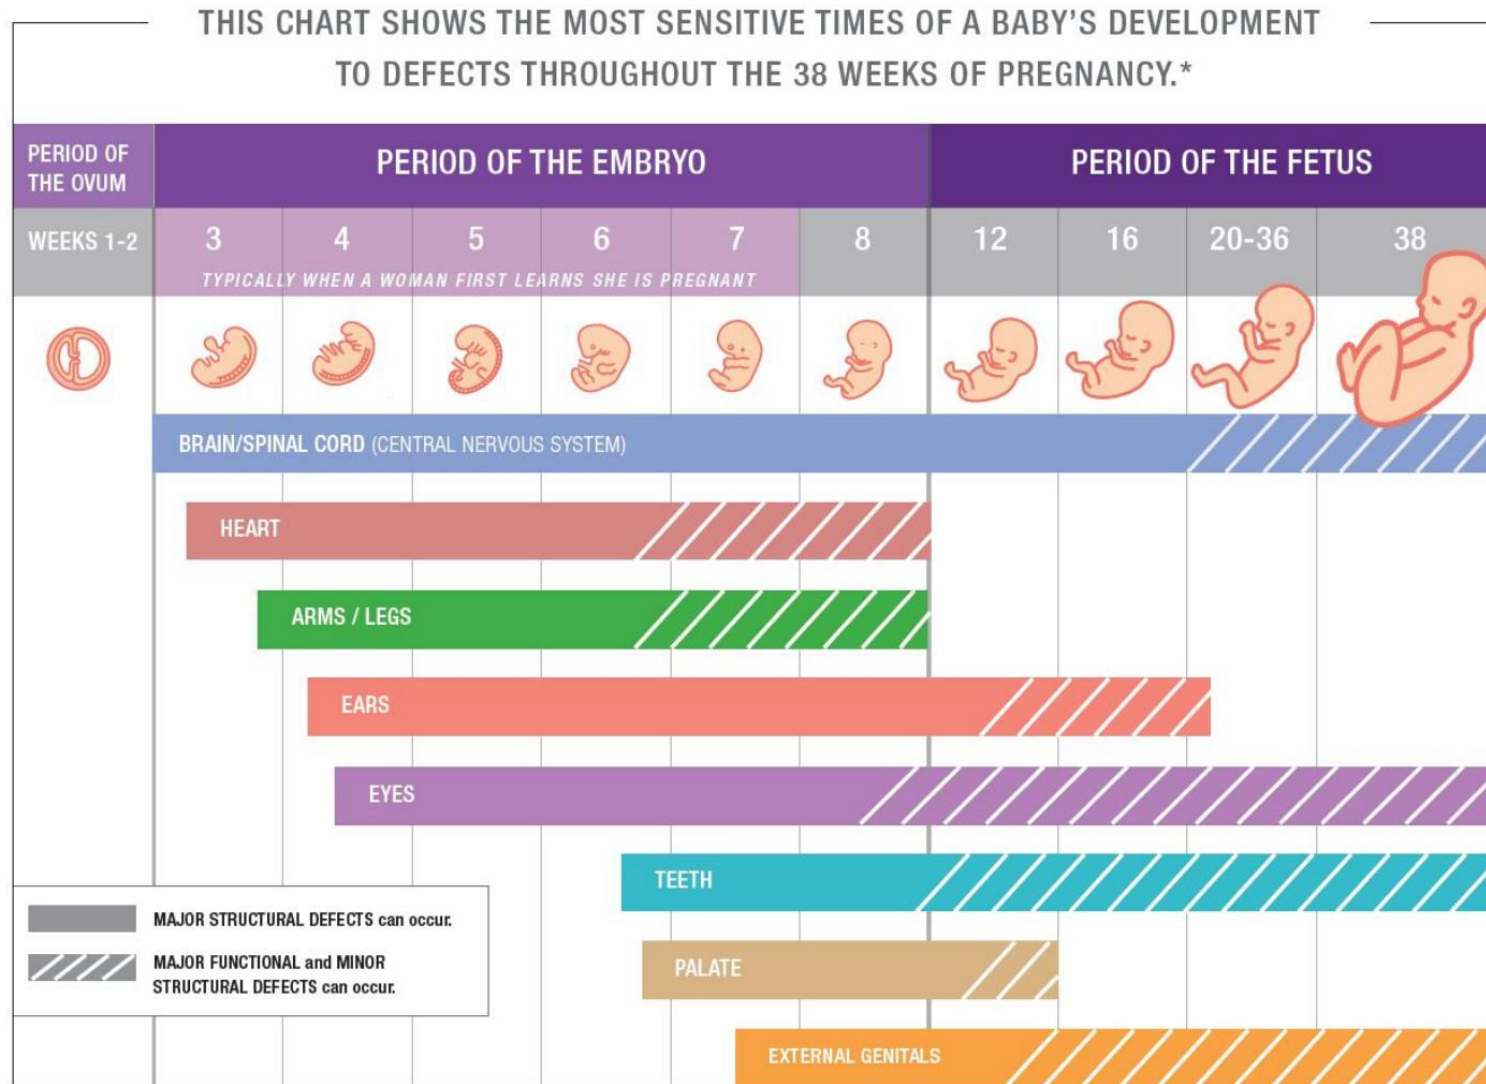 THIS CHART SHOWS THE MOST SENSITIVE TIMES OF A BABY'S DEVELOPMENT
TO DEFECTS THROUGHOUT THE 38 WEEKS OF PREGNANCY.*
PERIOD OF
THE OVUM
PERIOD OF THE EMBRYO
PERIOD OF THE FETUS
WEEKS 1-2
3
4
5
6
7
8
12
16
20-36
38
TYPICALLY WHEN A WOMAN FIRST LEARNS SHE IS PREGNANT
BRAIN/SPINAL CORD (CENTRAL NERVOUS SYSTEM)
HEART
ARMS / LEGS
EARS
EYES
TEETH
MAJOR STRUCTURAL DEFECTS can occur.
MAJOR FUNCTIONAL and MINOR
STRUCTURAL DEFECTS can occur.
PALATE
EXTERNAL GENITALS